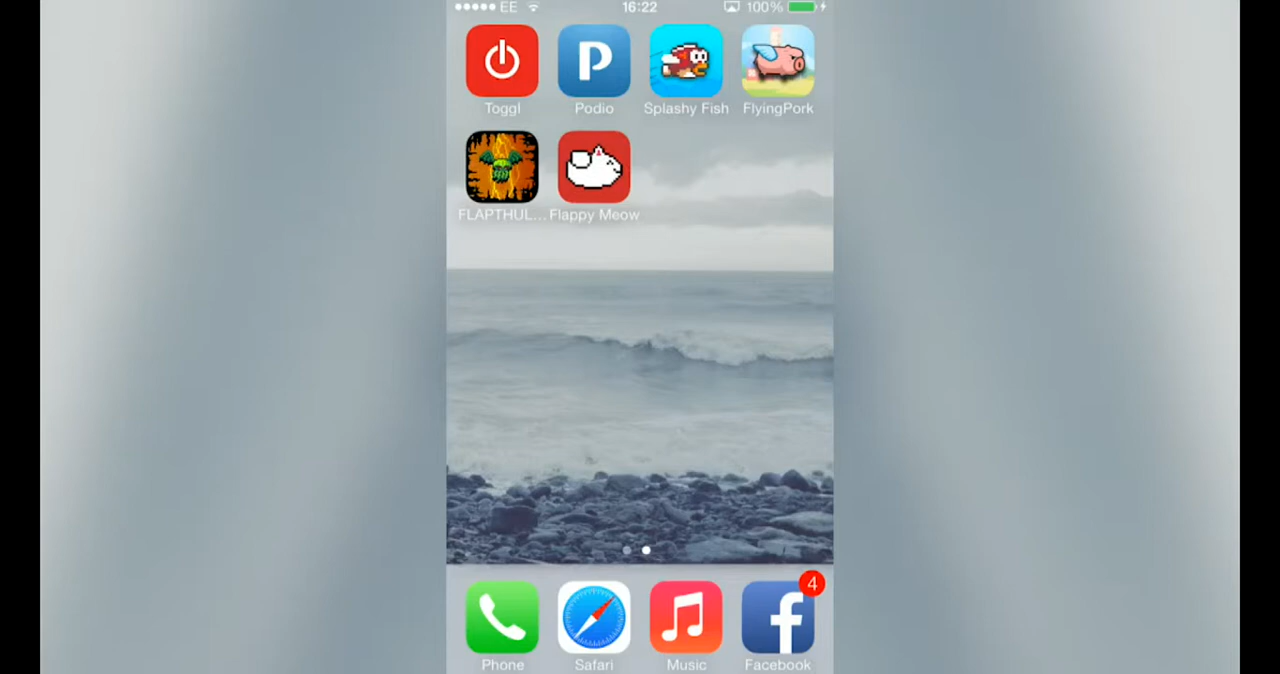 EE 16:22 100%
Toggl Podio Splashy Fish FlyingPork
FLAPTHUL... Flappy Meow
4
Phone Safari Music Facebook